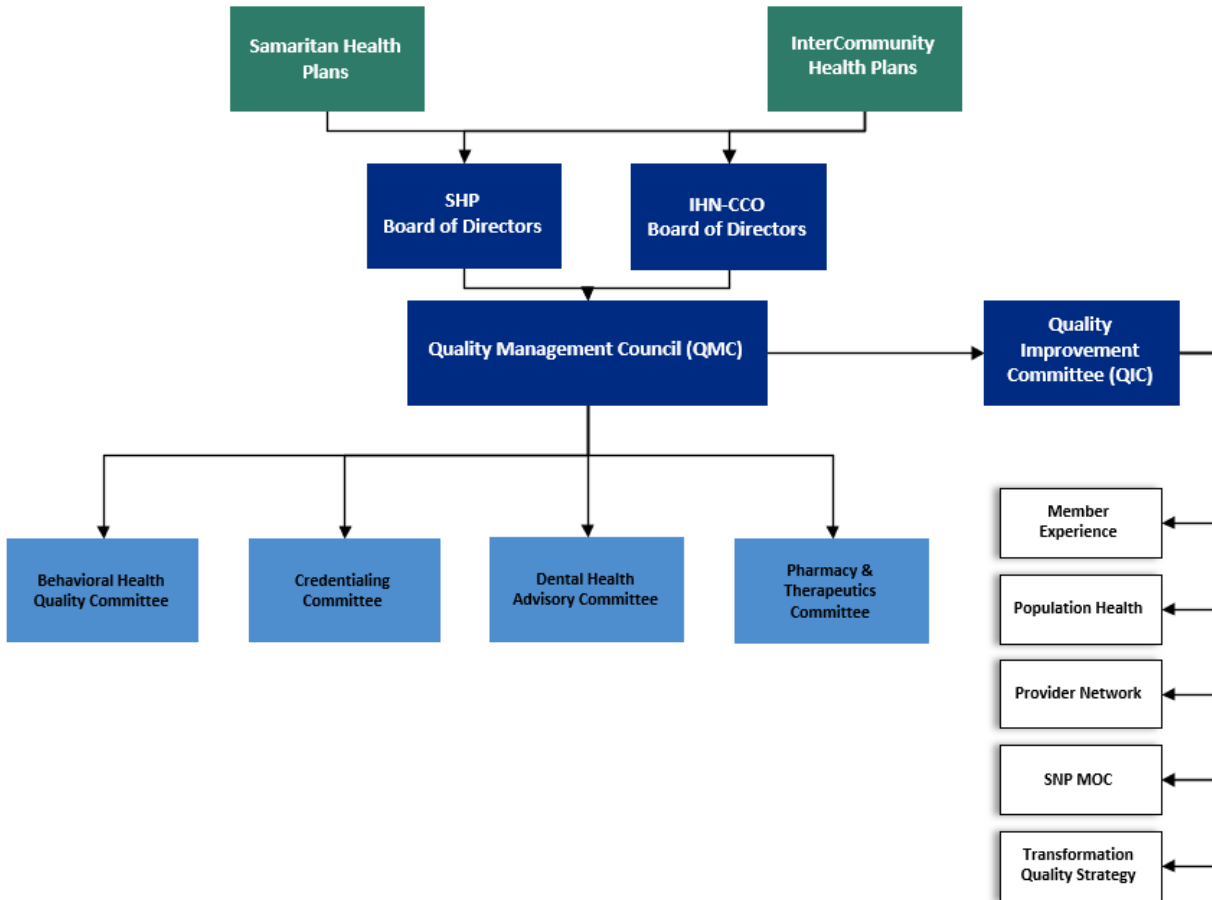 Samaritan Health
Plans
InterCommunity
Health Plans
SHP
Board of Directors
IHN-CCO
Board of Directors
Quality Management Council (QMC)
Quality
Improvement
Committee (QIC)
Behavioral Health
Quality Committee
Credentialing
Committee
Dental Health
Advisory Committee
Pharmacy &
Therapeutics
Committee
Member
Experience
Population Health
Provider Network
SNP MOC
Transformation
Quality Strategy